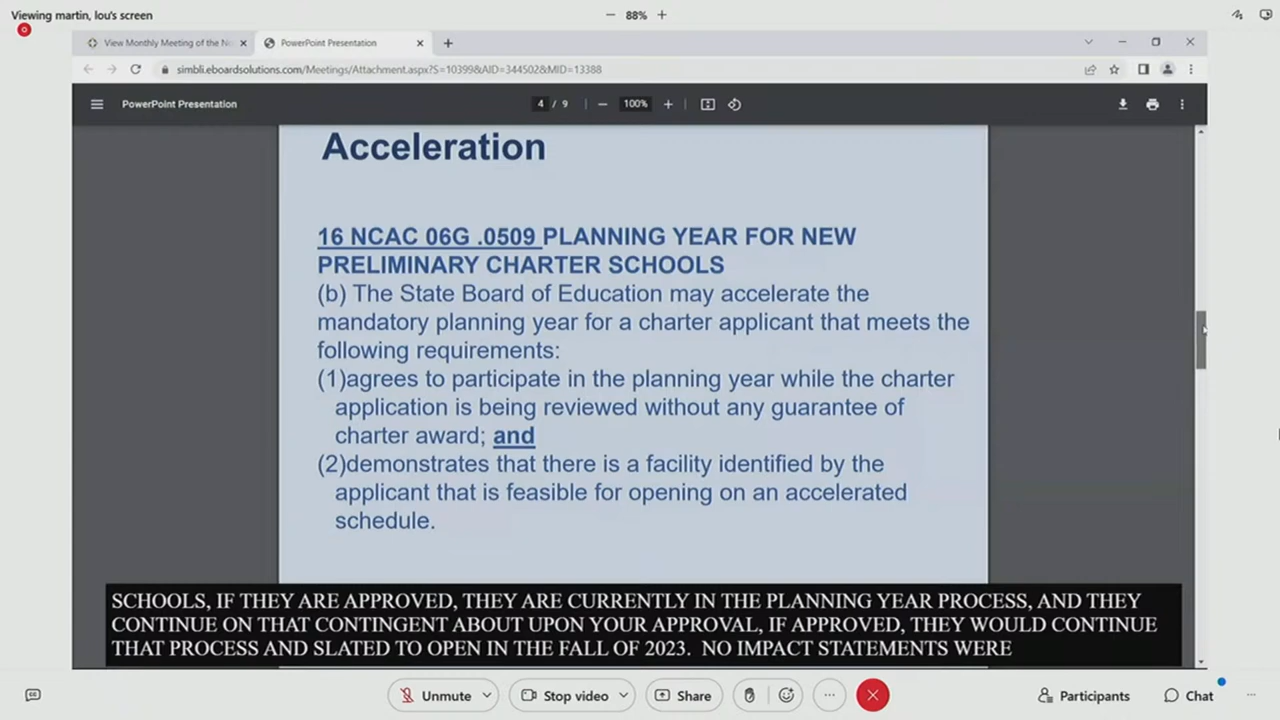 Viewing martin, lou's screen
88%
View Monthly Meeting of the N
PowerPoint Presentation
simbli.eboardsolutions.com/Meetings/Attachment.aspx?S=10399&AID=344502&MID=13388
PowerPoint Presentation
4 / 9
100%
Acceleration
16 NCAC 06G .0509 PLANNING YEAR FOR NEW
PRELIMINARY CHARTER SCHOOLS
(b) The State Board of Education may accelerate the
mandatory planning year for a charter applicant that meets the
following requirements:
(1)agrees to participate in the planning year while the charter
application is being reviewed without any guarantee of
charter award; and
(2)demonstrates that there is a facility identified by the
applicant that is feasible for opening on an accelerated
schedule.
SCHOOLS, IF THEY ARE APPROVED, THEY ARE CURRENTLY IN THE PLANNING YEAR PROCESS, AND THEY
CONTINUE ON THAT CONTINGENT ABOUT UPON YOUR APPROVAL, IF APPROVED, THEY WOULD CONTINUE
THAT PROCESS AND SLATED TO OPEN IN THE FALL OF 2023. NO IMPACT STATEMENTS WERE
Unmute
Stop video
Share
Participants
Chat